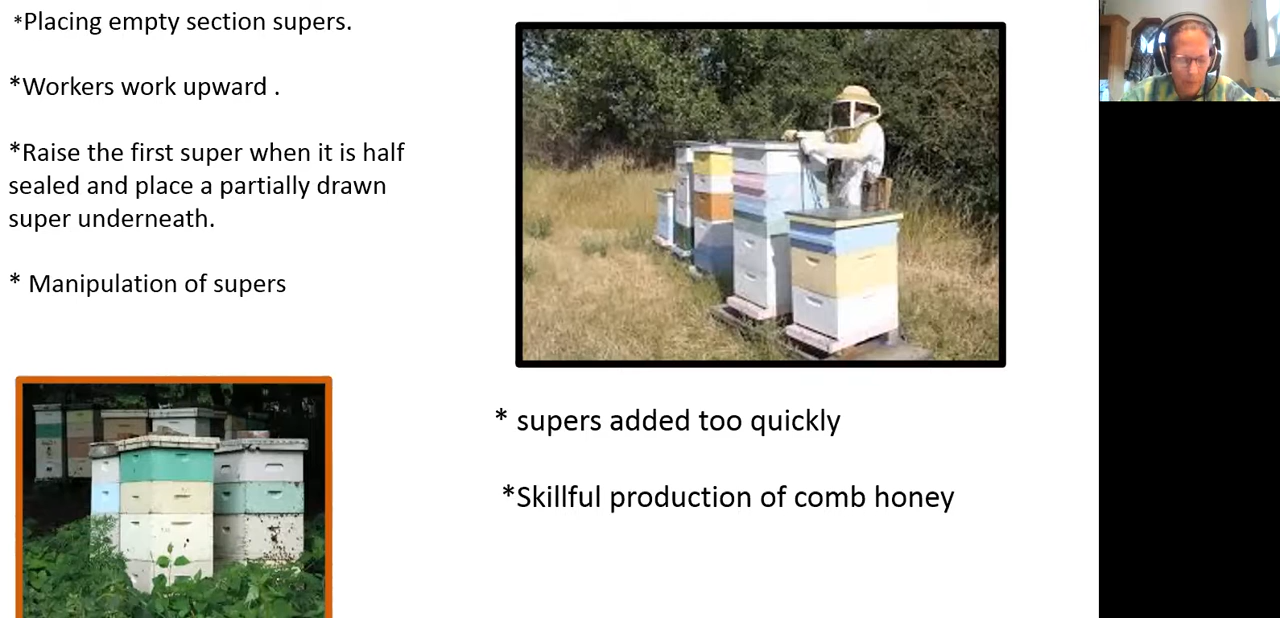 *Placing empty section supers.
*Workers work upward .
*Raise the first super when it is half
sealed and place a partially drawn
super underneath.
* Manipulation of supers
* supers added too quickly
*Skillful production of comb honey